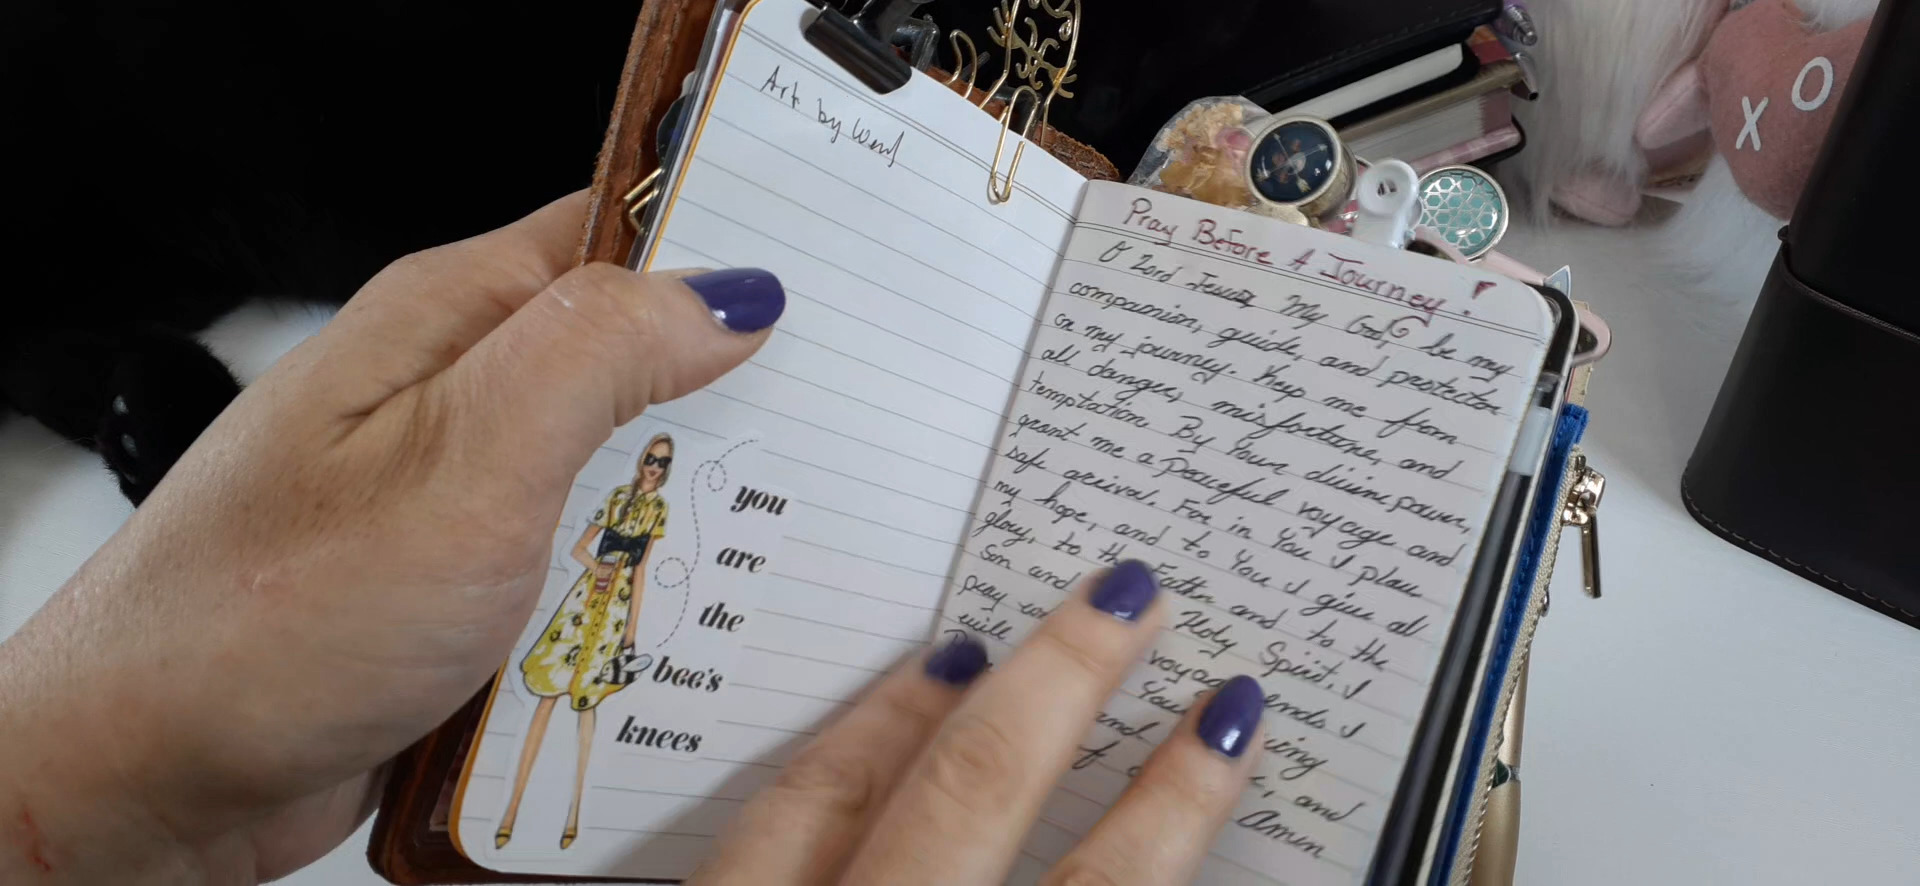 Art by Wend
you
are
the
bee's
knees
Pray Before A Journey!
O Lord Jesus My God, be my
companion, guide, and protector
on my journey. Keep me from
all danger, misfortune, and
temptation. By Your divine power,
grant me a peaceful voyage and
safe arrival. For in You I place
my hope, and to You I give all
glory, to the Father and to the
Son and Holy Spirit. I
pray voyage ends I
will You
and and
of Amen
X O